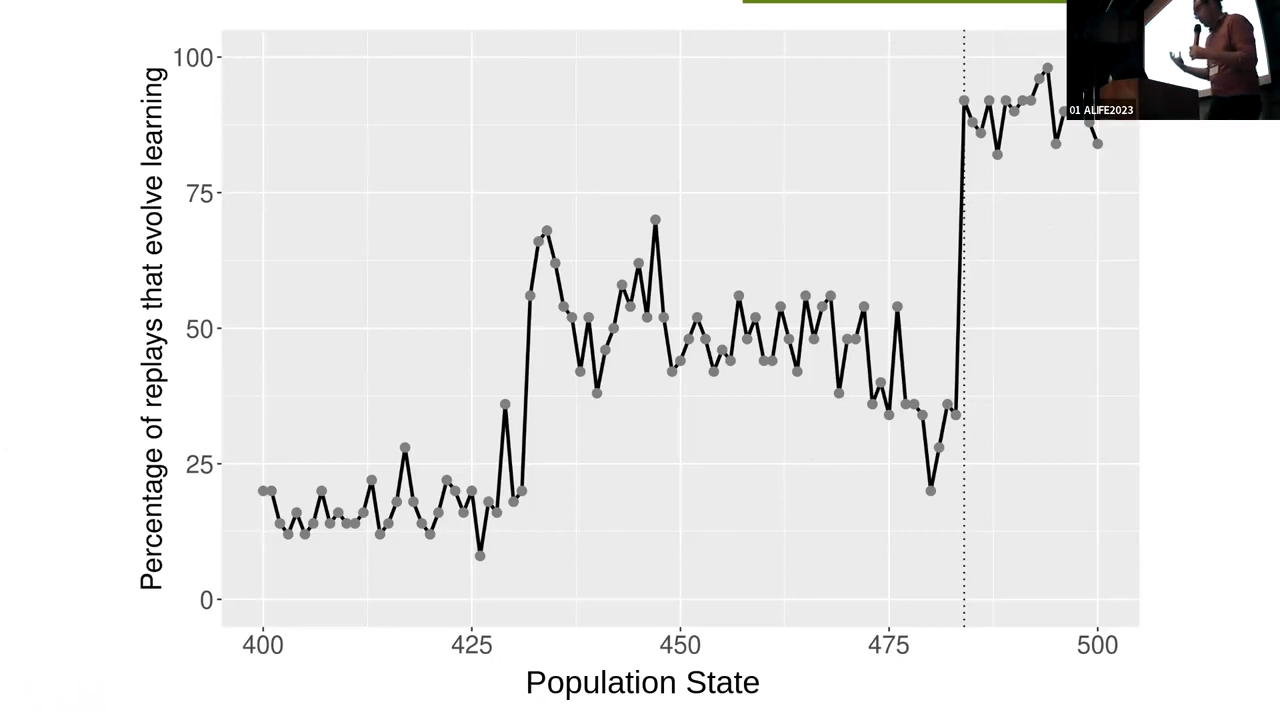 01 ALIFE2023
Percentage of replays that evolve learning
100
75
50
25
0
400 425 450 475 500
Population State